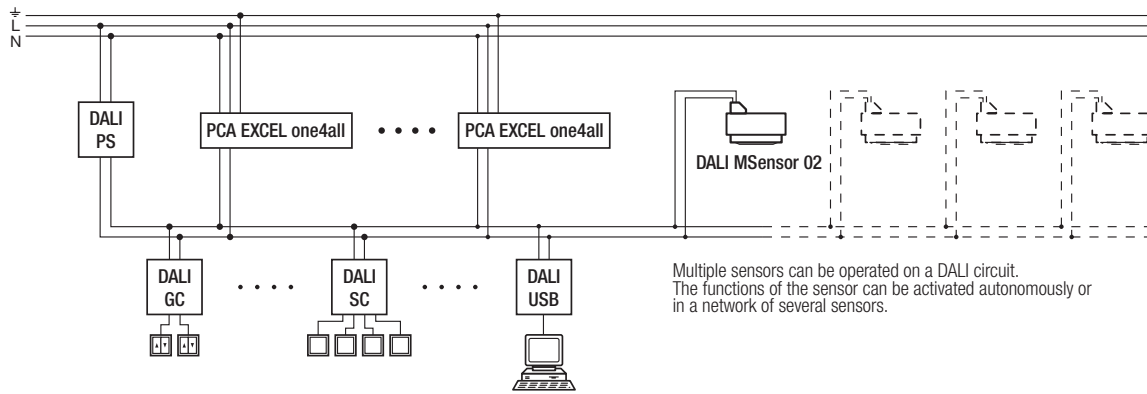 L
N
DALI
PS
PCA EXCEL one4all
PCA EXCEL one4all
DALI MSensor 02
DALI
GC
DALI
SC
DALI
USB
Multiple sensors can be operated on a DALI circuit.
The functions of the sensor can be activated autonomously or
in a network of several sensors.